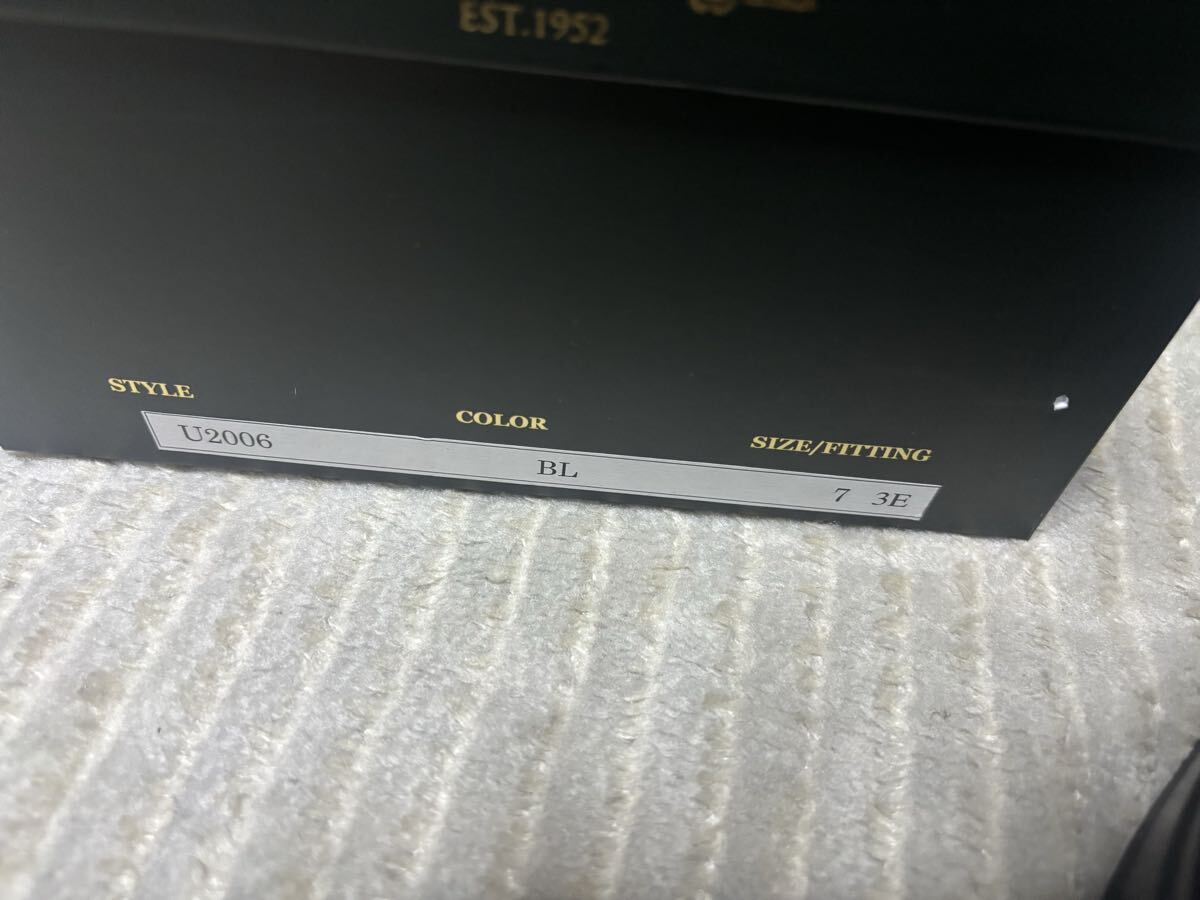 EST.1952
STYLE COLOR SIZE/FITTING
U2006 BL 7 3E